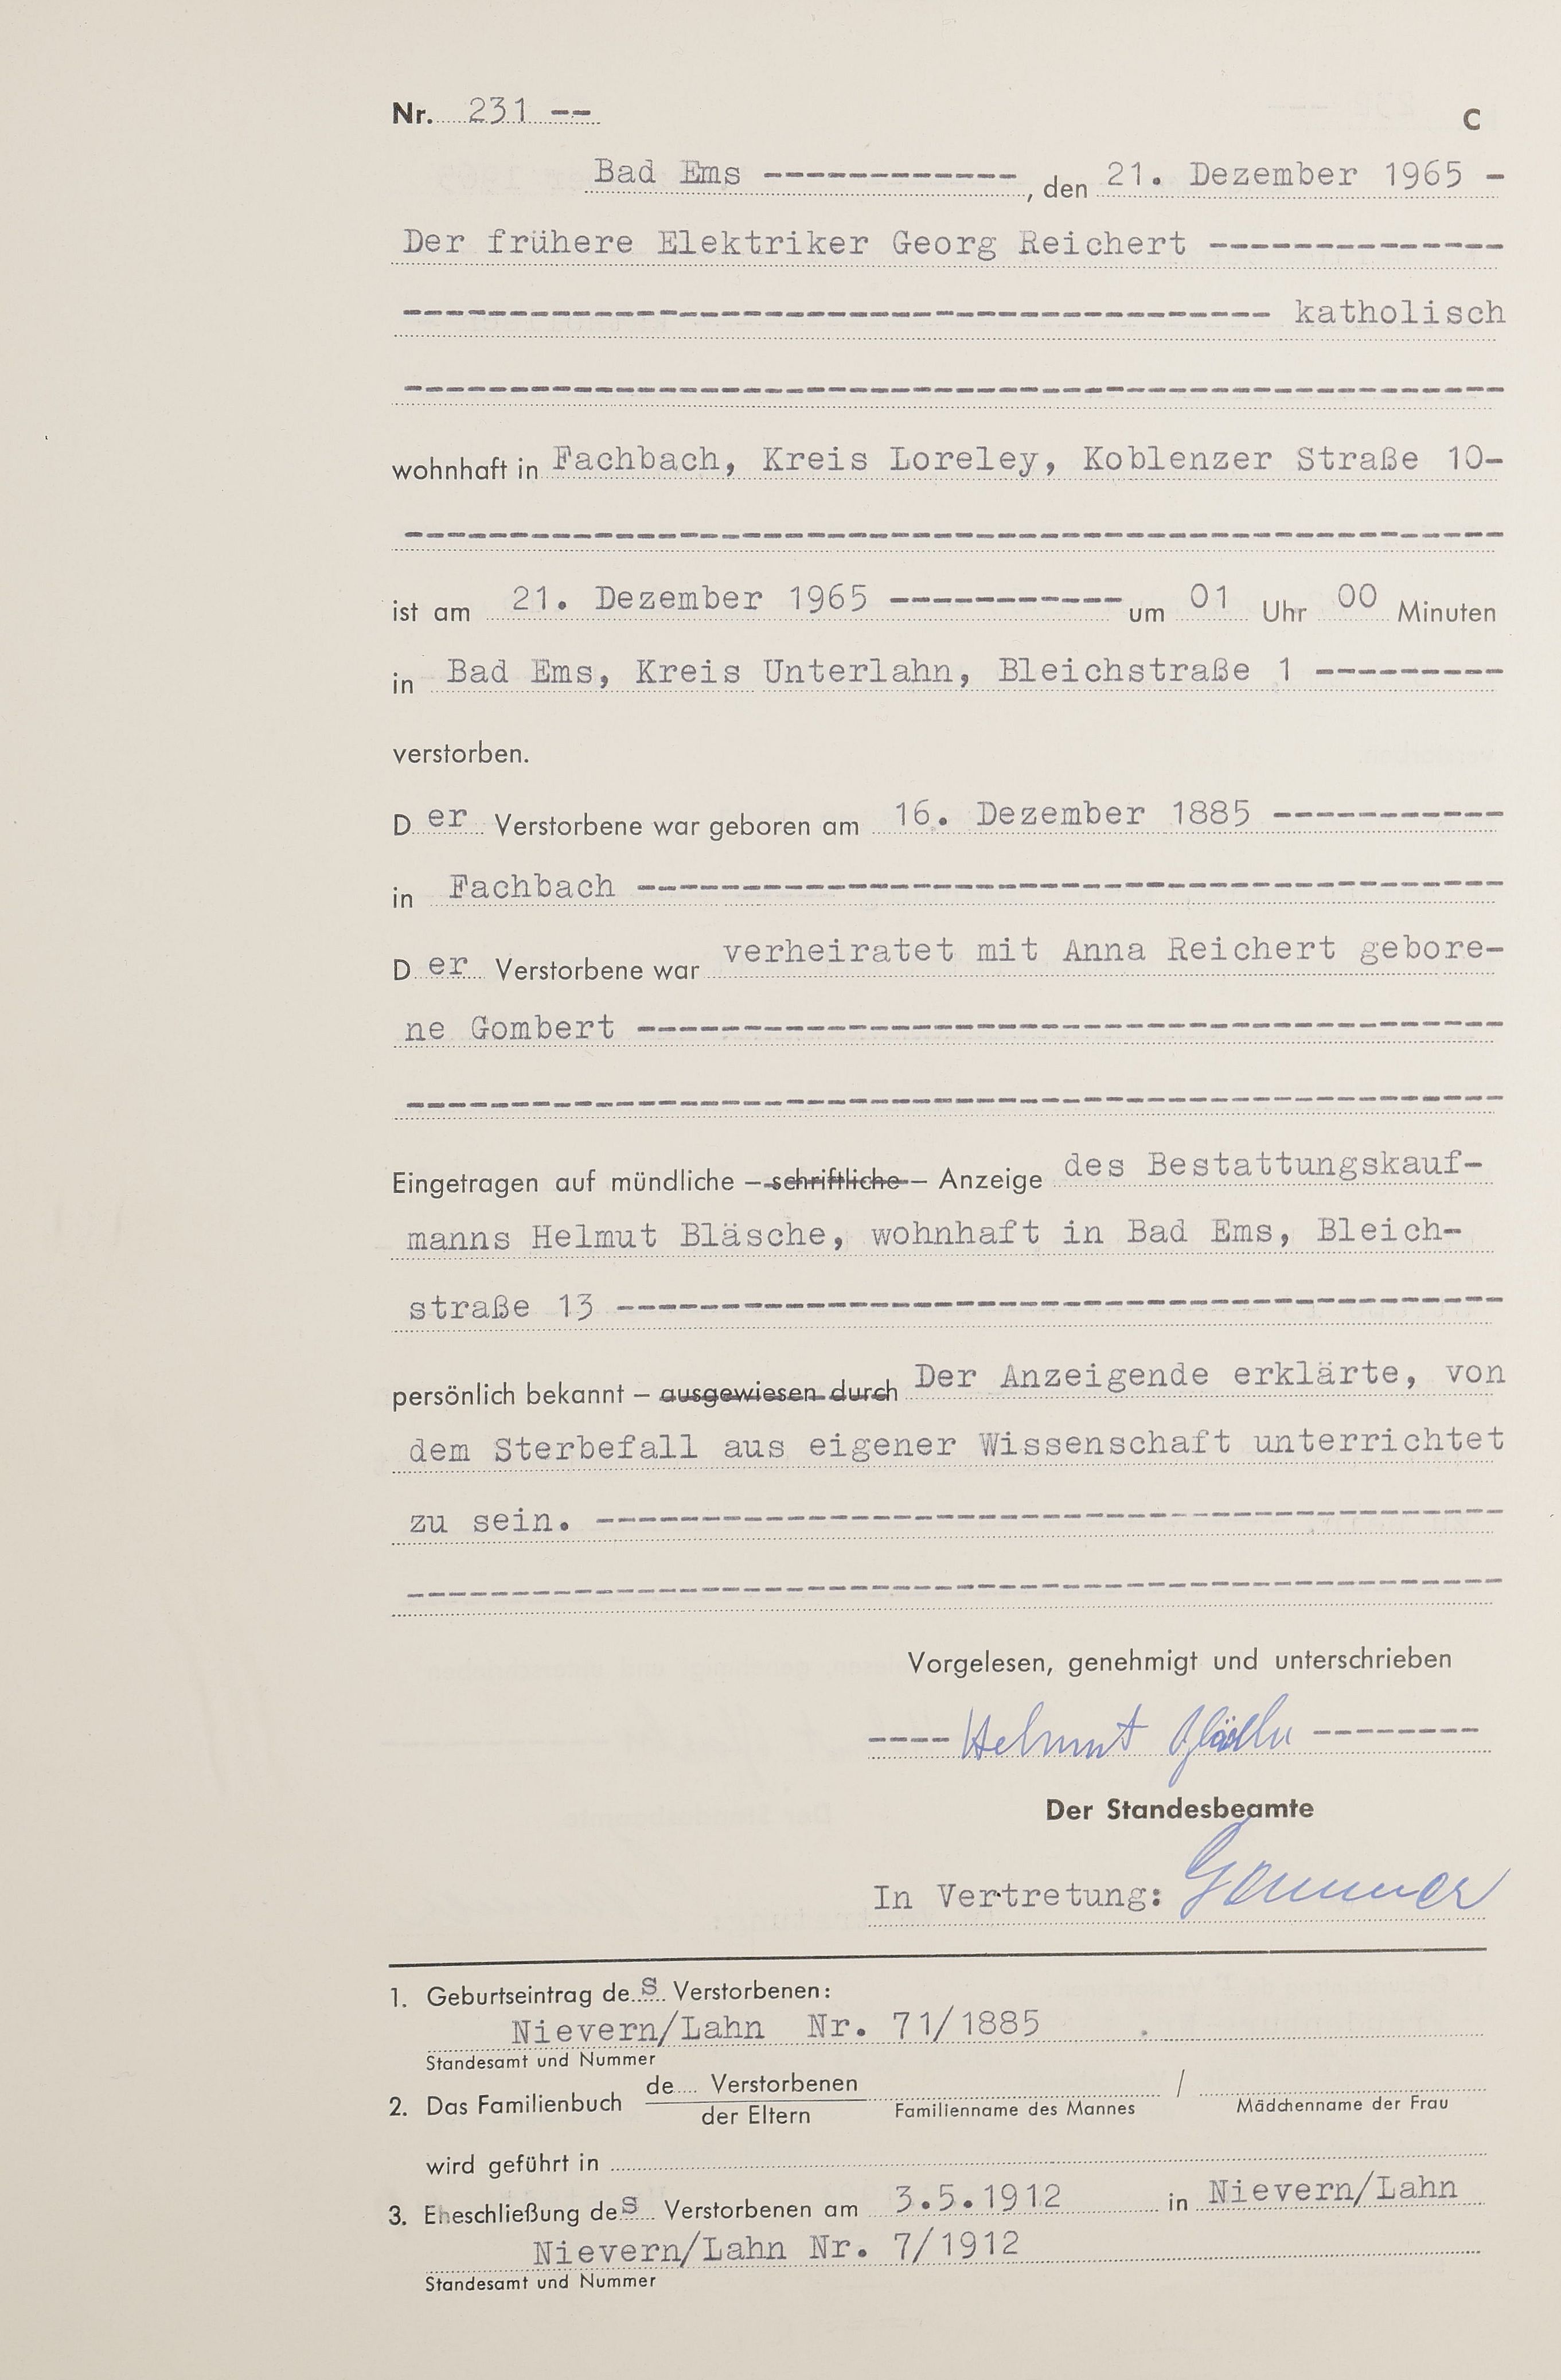 Nr. 231 --
C
Bad Ems ------------, den 21. Dezember 1965 -
Der frühere Elektriker Georg Reichert --------------
----------------------------------------- katholisch
----------------------------------------------------
wohnhaft in Fachbach, Kreis Loreley, Koblenzer Straße 10-
----------------------------------------------------
ist am 21. Dezember 1965 ----------- um 01 Uhr 00 Minuten
in Bad Ems, Kreis Unterlahn, Bleichstraße 1 ---------
verstorben.
D er Verstorbene war geboren am 16. Dezember 1885 -----------
in Fachbach -----------------------------------------
D er Verstorbene war verheiratet mit Anna Reichert gebore-
ne Gombert -----------------------------------------
----------------------------------------------------
Eingetragen auf mündliche – schriftliche – Anzeige des Bestattungskauf-
manns Helmut Bläsche, wohnhaft in Bad Ems, Bleich-
straße 13 ------------------------------------------
persönlich bekannt – ausgewiesen durch Der Anzeigende erklärte, von
dem Sterbefall aus eigener Wissenschaft unterrichtet
zu sein. -------------------------------------------
----------------------------------------------------
Vorgelesen, genehmigt und unterschrieben
---- Helmut Bläsche --------
Der Standesbeamte
In Vertretung:
1. Geburtseintrag des Verstorbenen:
Nievern/Lahn Nr. 71/1885
Standesamt und Nummer
2. Das Familienbuch de.... Verstorbenen /
der Eltern Familienname des Mannes Mädchenname der Frau
wird geführt in
3. Eheschließung des Verstorbenen am 3.5.1912 in Nievern/Lahn
Nievern/Lahn Nr. 7/1912
Standesamt und Nummer